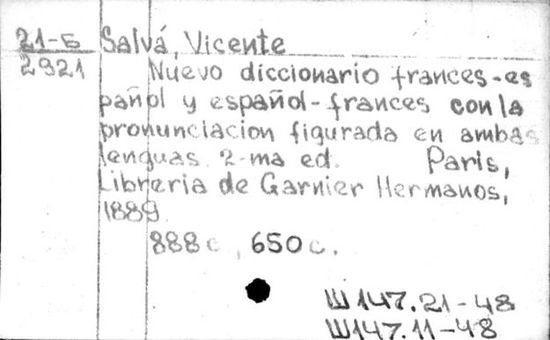 21-Б Salvá, Vicente
2921 Nuevo diccionario frances-es
pañol y español-frances con la
pronunciacion figurada en ambas
lenguas. 2-ma ed. Paris,
Libreria de Garnier Hermanos,
1889.
888 с., 650 с.
Ш147.21-48
Ш147.11-48